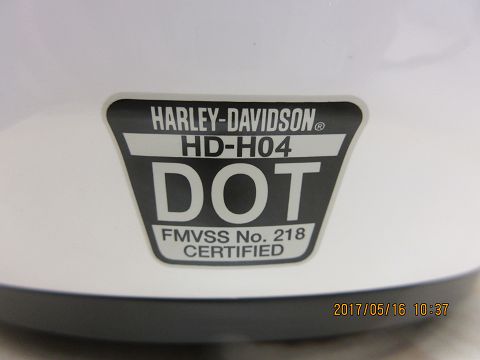 HARLEY-DAVIDSON®
HD-H04
DOT
FMVSS No. 218
CERTIFIED
2017/05/16 10:37